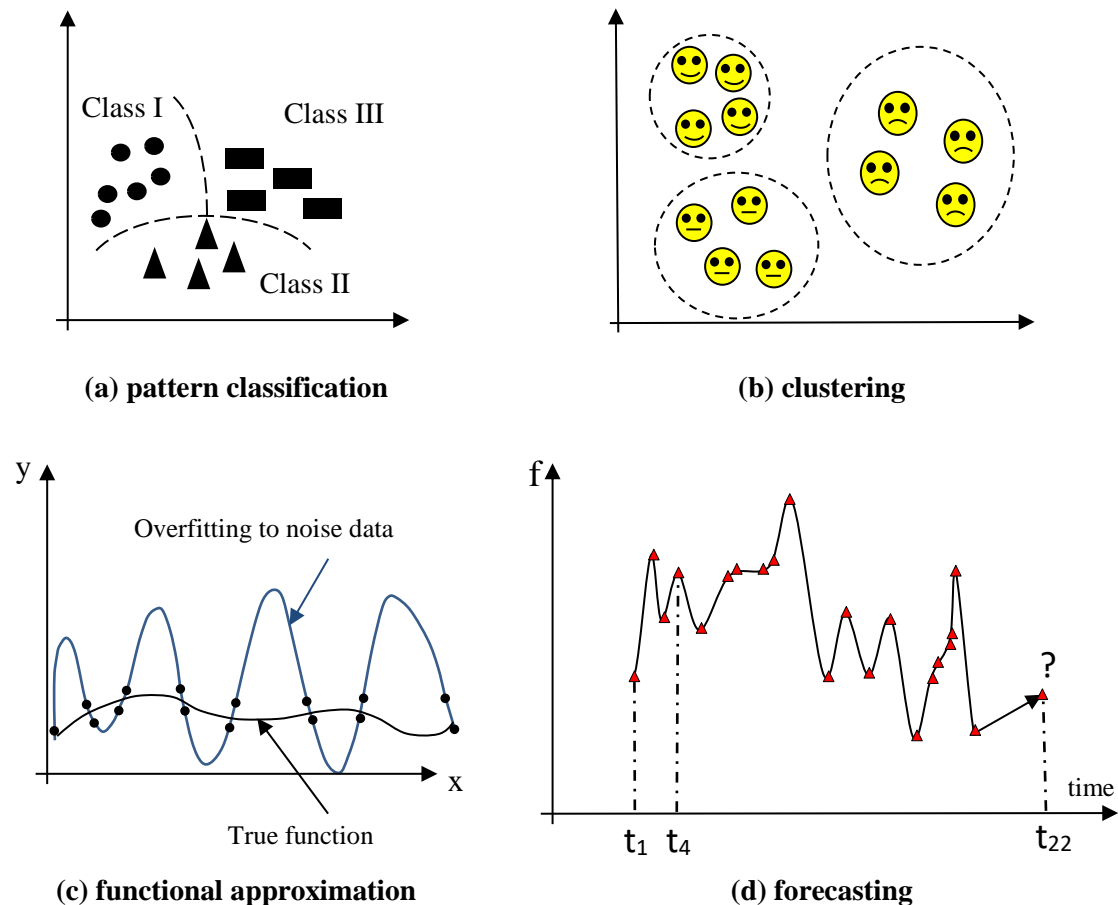 Class I
Class III
Class II
(a) pattern classification
(b) clustering
y
Overfitting to noise data
x
True function
(c) functional approximation
f
?
time
t₁
t₄
t₂₂
(d) forecasting